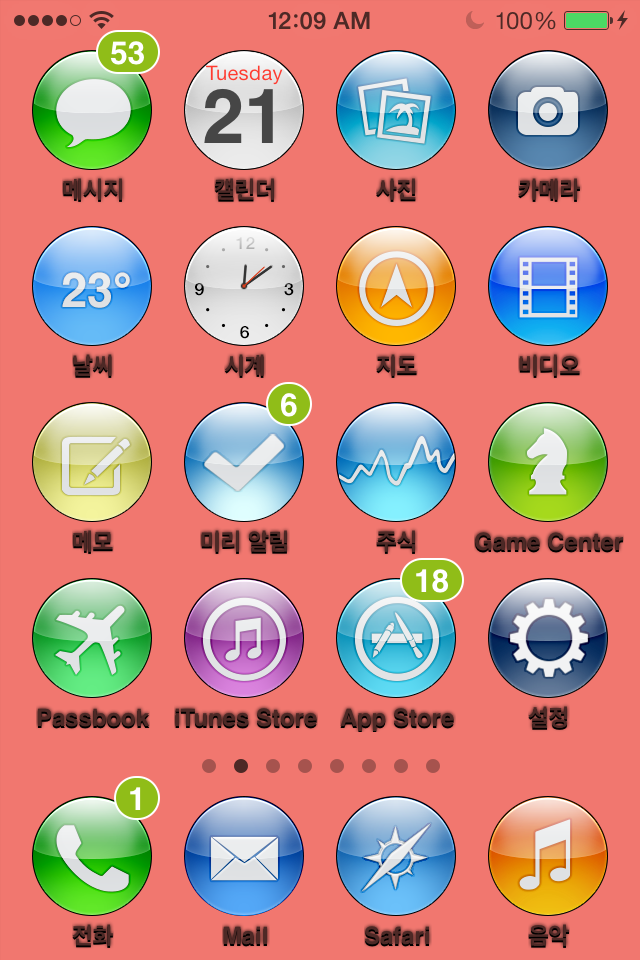 12:09 AM 100%
53
Tuesday
21
메시지 캘린더 사진 카메라
23° 12 9 3 6
날씨 시계 지도 비디오
6
메모 미리 알림 주식 Game Center
18
Passbook iTunes Store App Store 설정
1
전화 Mail Safari 음악